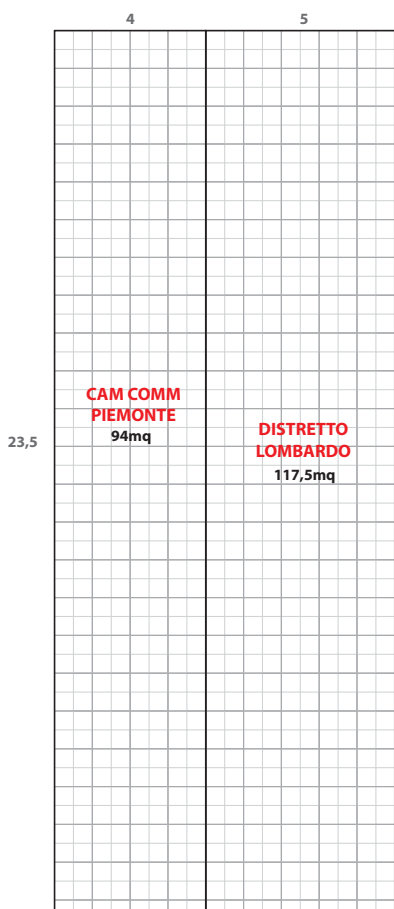 4
5
CAM COMM
PIEMONTE
94mq
23,5
DISTRETTO
LOMBARDO
117,5mq